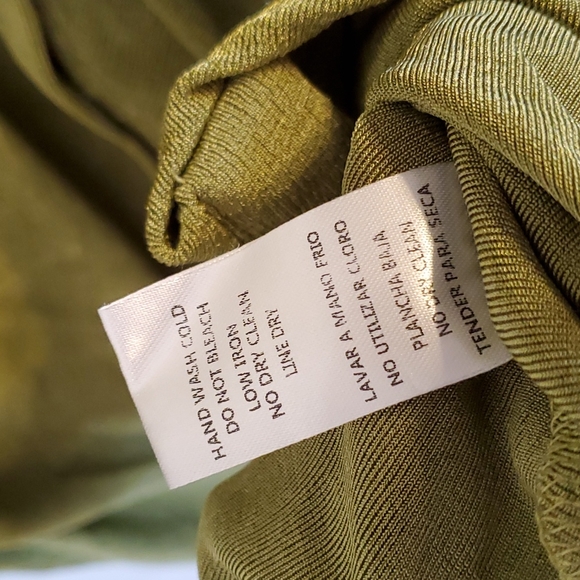 HAND WASH COLD
DO NOT BLEACH
LOW IRON
NO DRY CLEAN
LINE DRY
LAVAR A MANO FRIO
NO UTILIZAR CLORO
PLANCHA BAJA
NO DRY CLEAN
TENDER PARA SECA